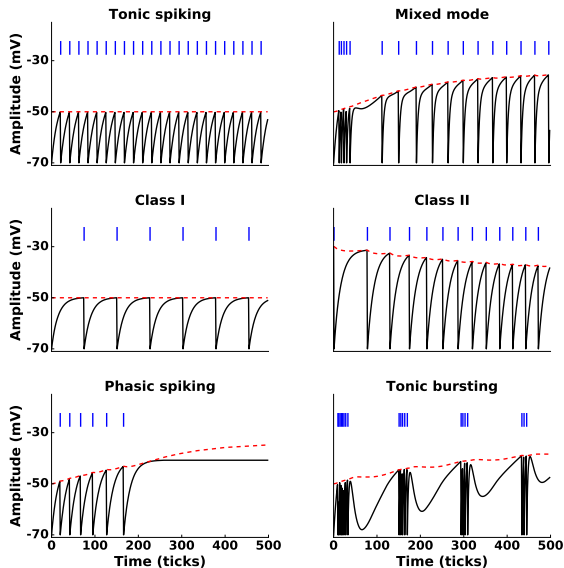 Tonic spiking
Mixed mode
Amplitude (mV)
-30
-50
-70
Class I
Class II
Amplitude (mV)
-30
-50
-70
Phasic spiking
Tonic bursting
Amplitude (mV)
-30
-50
-70
0 100 200 300 400 500
0 100 200 300 400 500
Time (ticks)
Time (ticks)